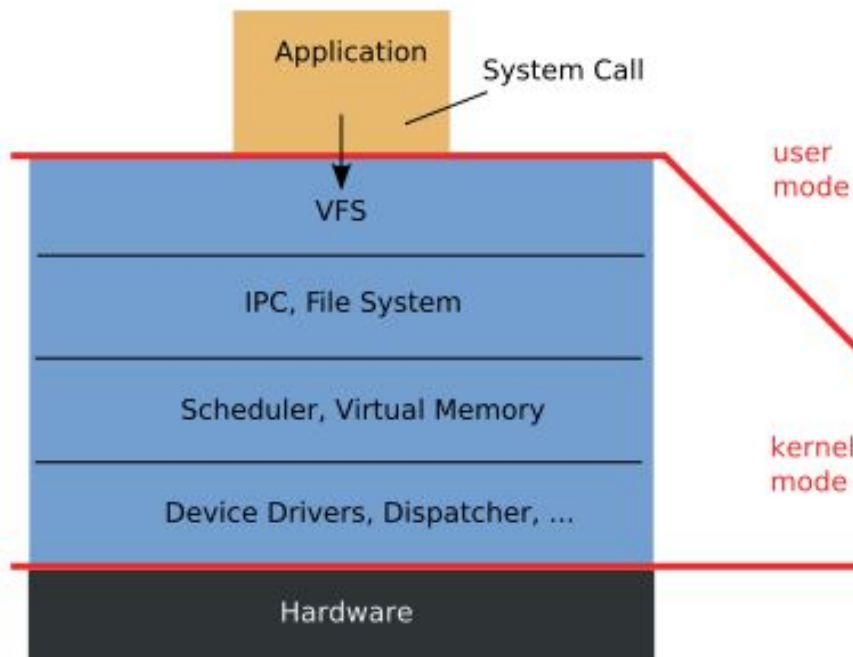 Application
System Call
user
mode
VFS
IPC, File System
Scheduler, Virtual Memory
kernel
mode
Device Drivers, Dispatcher, ...
Hardware